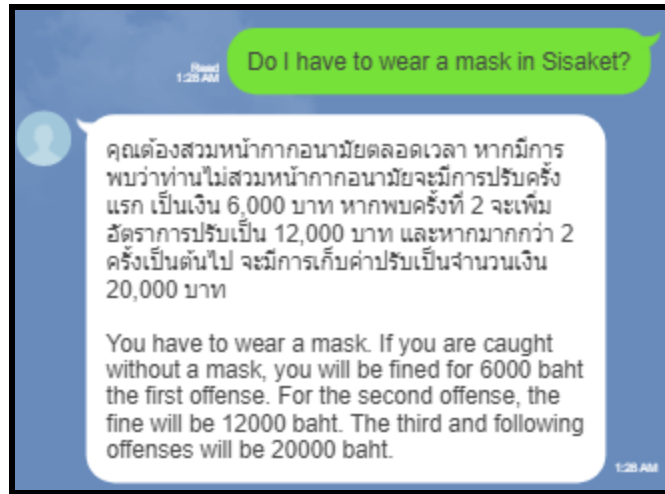 Do I have to wear a mask in Sisaket?
Read
1:28 AM
คุณต้องสวมหน้ากากอนามัยตลอดเวลา หากมีการ
พบว่าท่านไม่สวมหน้ากากอนามัยจะมีการปรับครั้ง
แรก เป็นเงิน 6,000 บาท หากพบครั้งที่ 2 จะเพิ่ม
อัตราการปรับเป็น 12,000 บาท และหากมากกว่า 2
ครั้งเป็นต้นไป จะมีการเก็บค่าปรับเป็นจำนวนเงิน
20,000 บาท
You have to wear a mask. If you are caught
without a mask, you will be fined for 6000 baht
the first offense. For the second offense, the
fine will be 12000 baht. The third and following
offenses will be 20000 baht.
1:28 AM